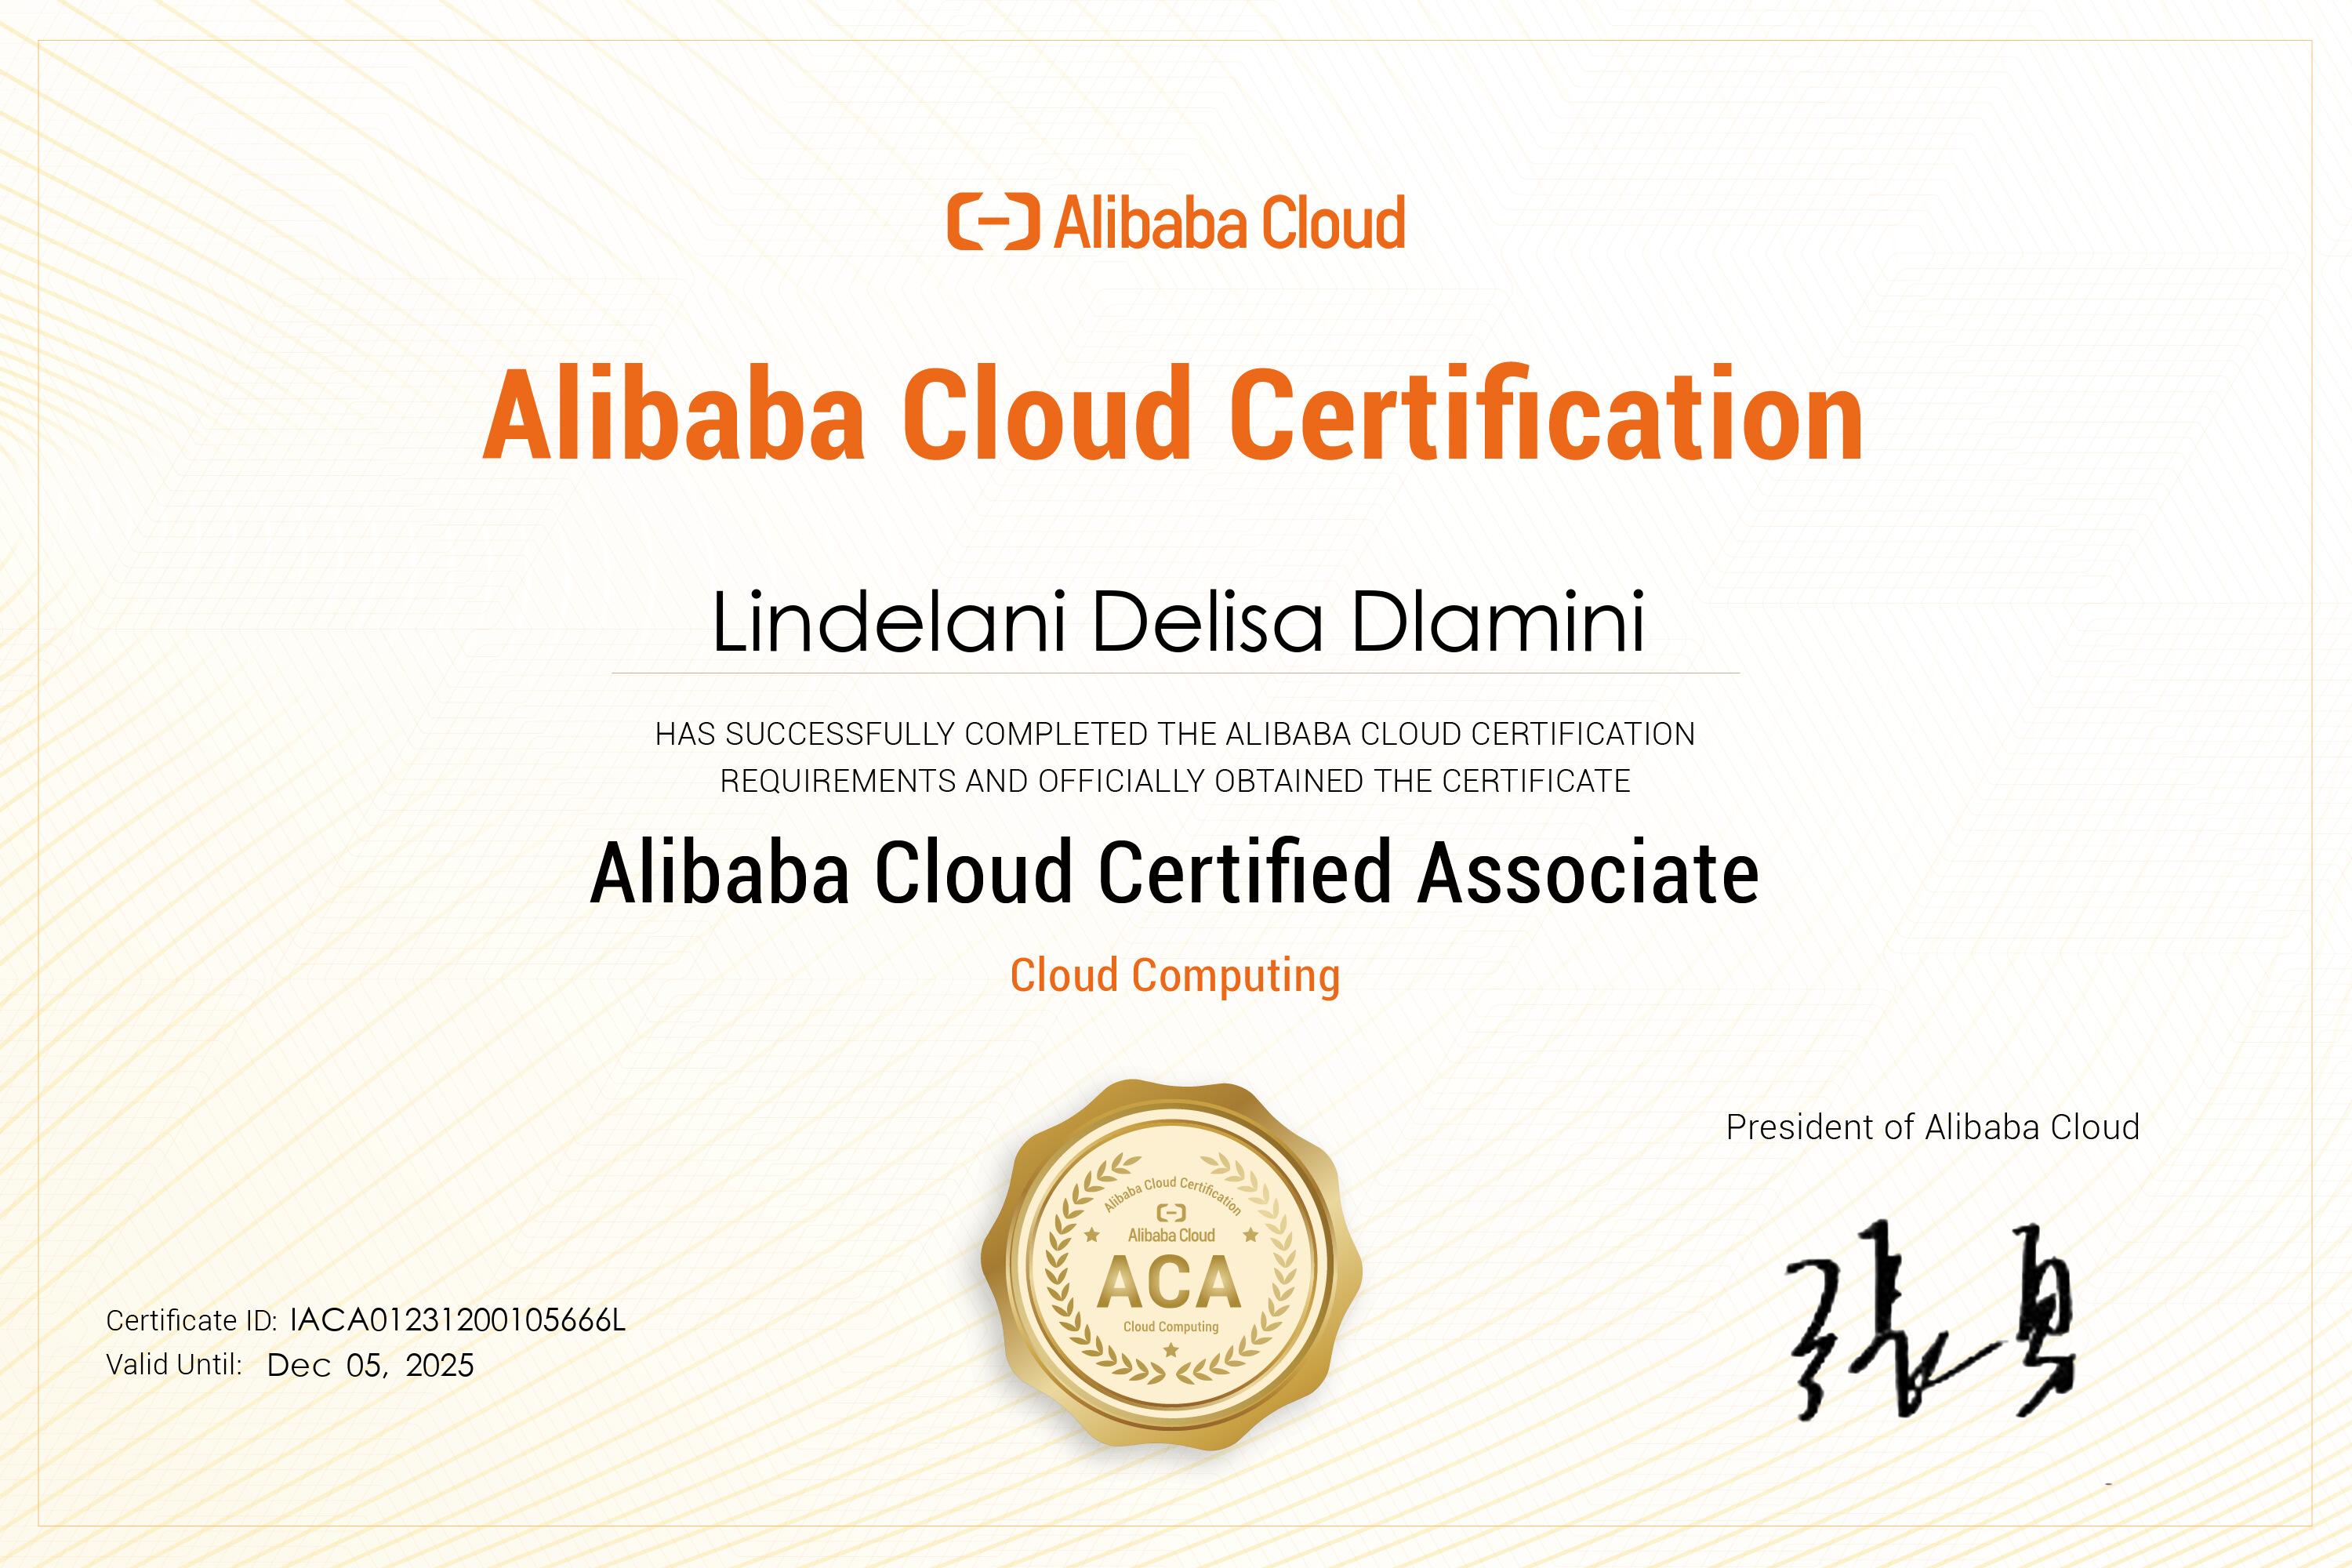 Alibaba Cloud
Alibaba Cloud Certification
Lindelani Delisa Dlamini
HAS SUCCESSFULLY COMPLETED THE ALIBABA CLOUD CERTIFICATION
REQUIREMENTS AND OFFICIALLY OBTAINED THE CERTIFICATE
Alibaba Cloud Certified Associate
Cloud Computing
President of Alibaba Cloud
Alibaba Cloud Certification
Alibaba Cloud
ACA
Cloud Computing
Certificate ID: IACA01231200105666L
Valid Until: Dec 05, 2025